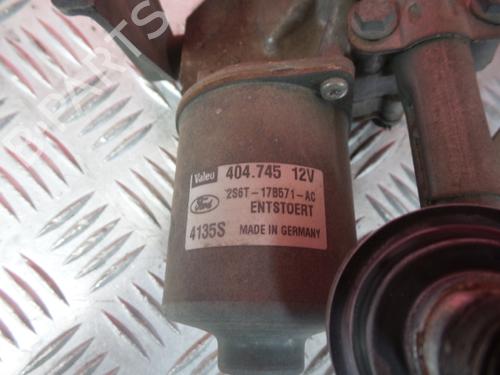 Valeo 404.745 12V
2S6T-17B571-AC
Ford ENTSTOERT
4135S MADE IN GERMANY